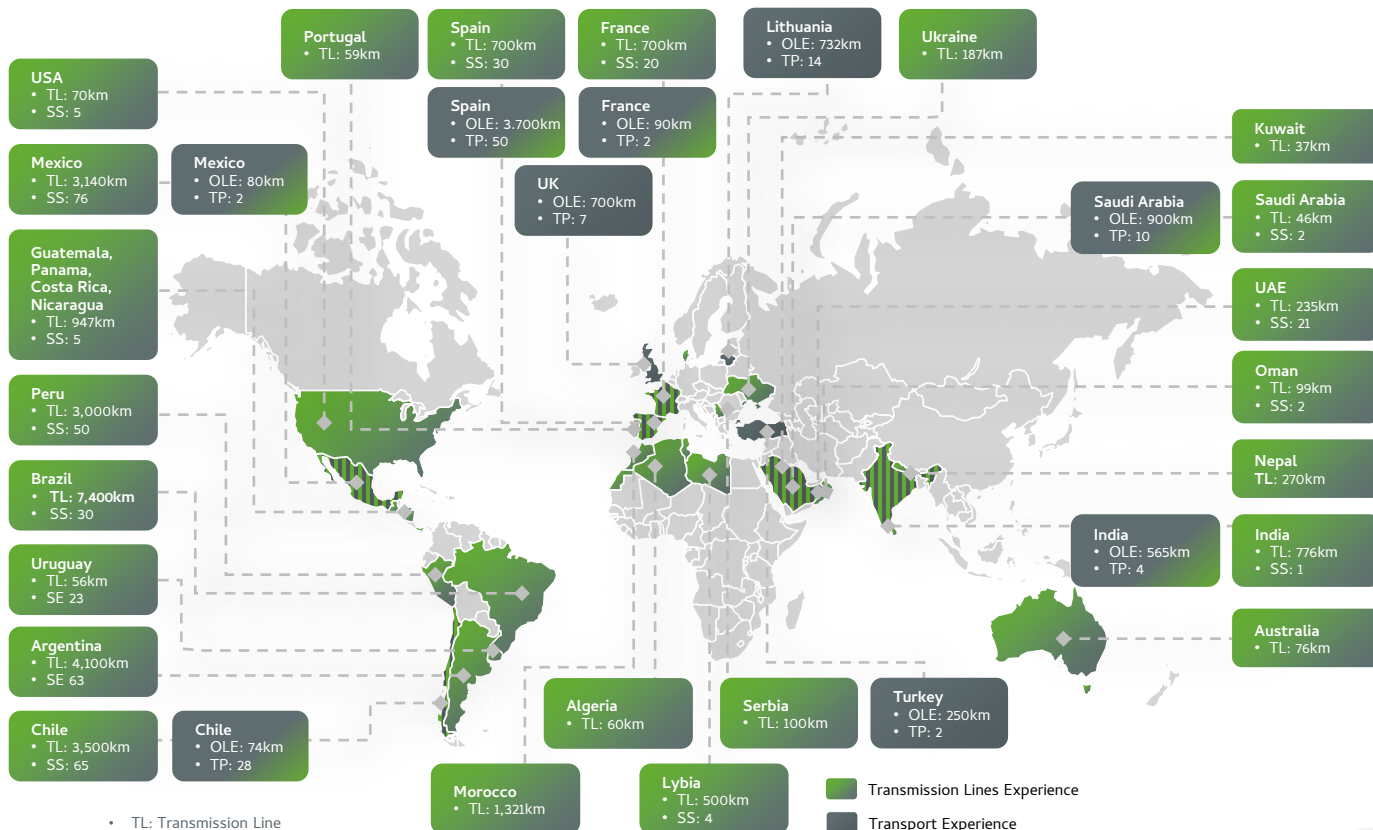 Portugal
• TL: 59km
Spain
• TL: 700km
• SS: 30
France
• TL: 700km
• SS: 20
Lithuania
• OLE: 732km
• TP: 14
Ukraine
• TL: 187km
USA
• TL: 70km
• SS: 5
Spain
• OLE: 3.700km
• TP: 50
France
• OLE: 90km
• TP: 2
Kuwait
• TL: 37km
Mexico
• TL: 3,140km
• SS: 76
Mexico
• OLE: 80km
• TP: 2
UK
• OLE: 700km
• TP: 7
Saudi Arabia
• OLE: 900km
• TP: 10
Saudi Arabia
• TL: 46km
• SS: 2
Guatemala,
Panama,
Costa Rica,
Nicaragua
• TL: 947km
• SS: 5
UAE
• TL: 235km
• SS: 21
Oman
• TL: 99km
• SS: 2
Peru
• TL: 3,000km
• SS: 50
Nepal
TL: 270km
Brazil
• TL: 7,400km
• SS: 30
India
• OLE: 565km
• TP: 4
India
• TL: 776km
• SS: 1
Uruguay
• TL: 56km
• SE 23
Australia
• TL: 76km
Argentina
• TL: 4,100km
• SE 63
Algeria
• TL: 60km
Serbia
• TL: 100km
Turkey
• OLE: 250km
• TP: 2
Chile
• TL: 3,500km
• SS: 65
Chile
• OLE: 74km
• TP: 28
Morocco
• TL: 1,321km
Lybia
• TL: 500km
• SS: 4
Transmission Lines Experience
Transport Experience
• TL: Transmission Line